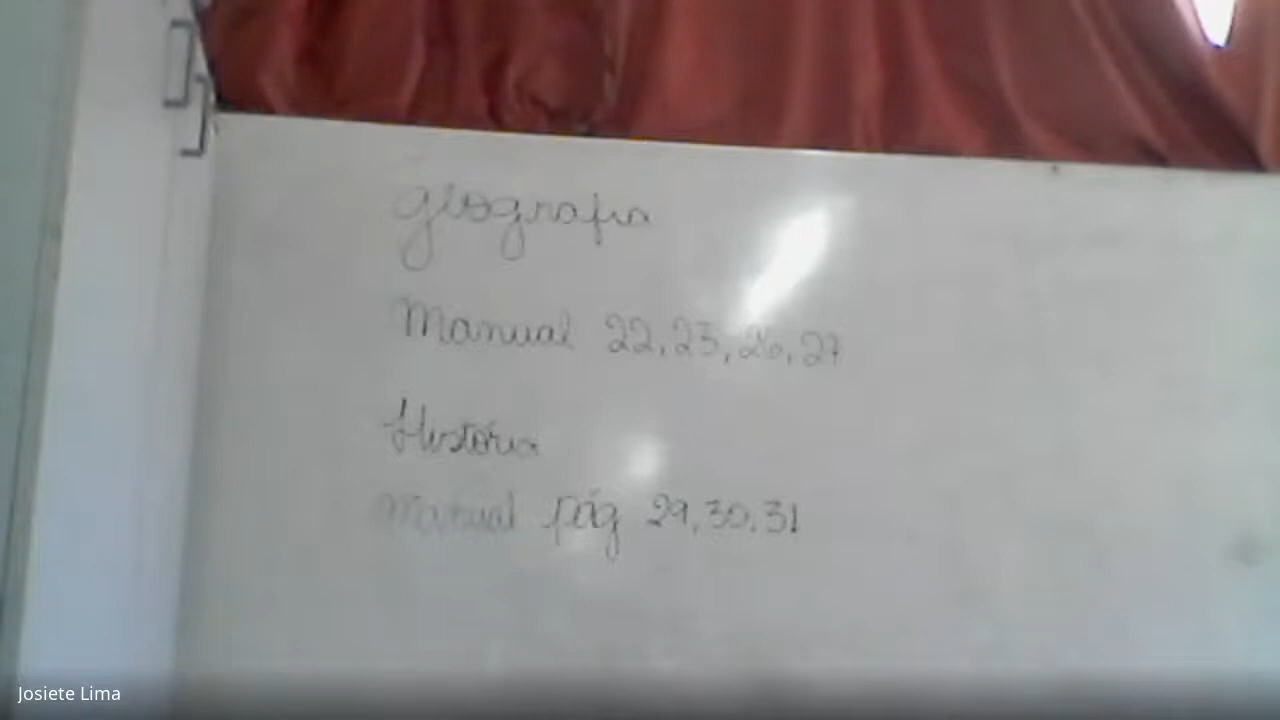 geografia
Manual 22, 23, 26, 27
História
Manual pág 29, 30, 31
Josiete Lima